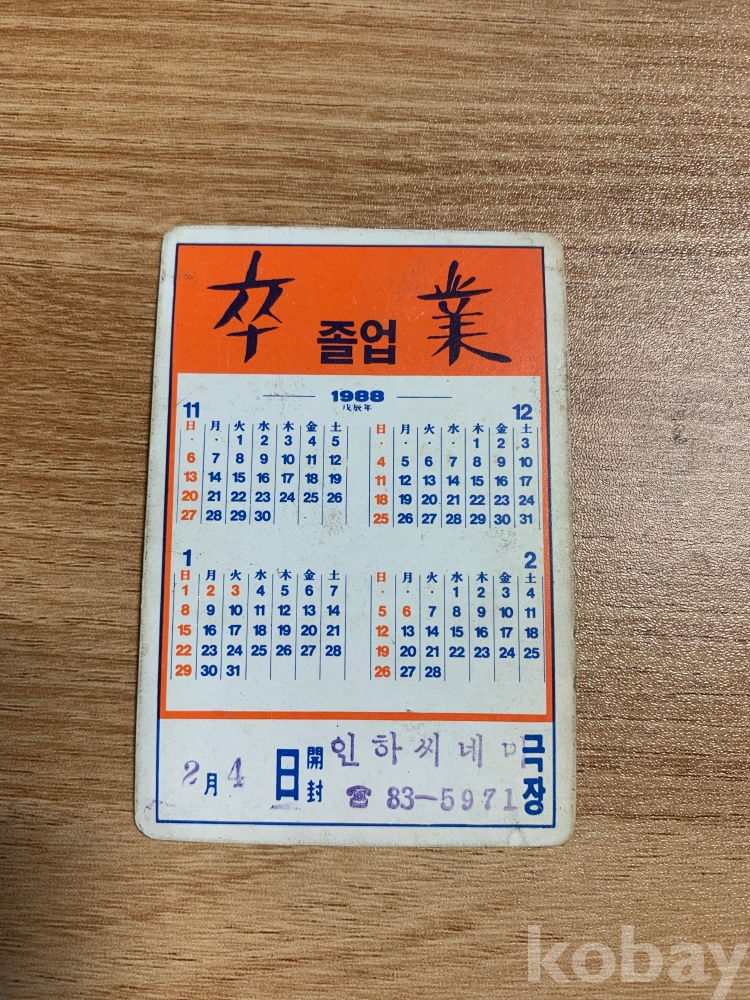 卒 졸업 業
1988
戊辰年
11
日 月 火 水 木 金 土
· · 1 2 3 4 5
6 7 8 9 10 11 12
13 14 15 16 17 18 19
20 21 22 23 24 25 26
27 28 29 30
12
日 月 火 水 木 金 土
· · · · 1 2 3
4 5 6 7 8 9 10
11 12 13 14 15 16 17
18 19 20 21 22 23 24
25 26 27 28 29 30 31
1
日 月 火 水 木 金 土
1 2 3 4 5 6 7
8 9 10 11 12 13 14
15 16 17 18 19 20 21
22 23 24 25 26 27 28
29 30 31
2
日 月 火 水 木 金 土
· · · 1 2 3 4
5 6 7 8 9 10 11
12 13 14 15 16 17 18
19 20 21 22 23 24 25
26 27 28
2月 4 日 開封 인하씨네마 극장
☎ 83-5971
kobay